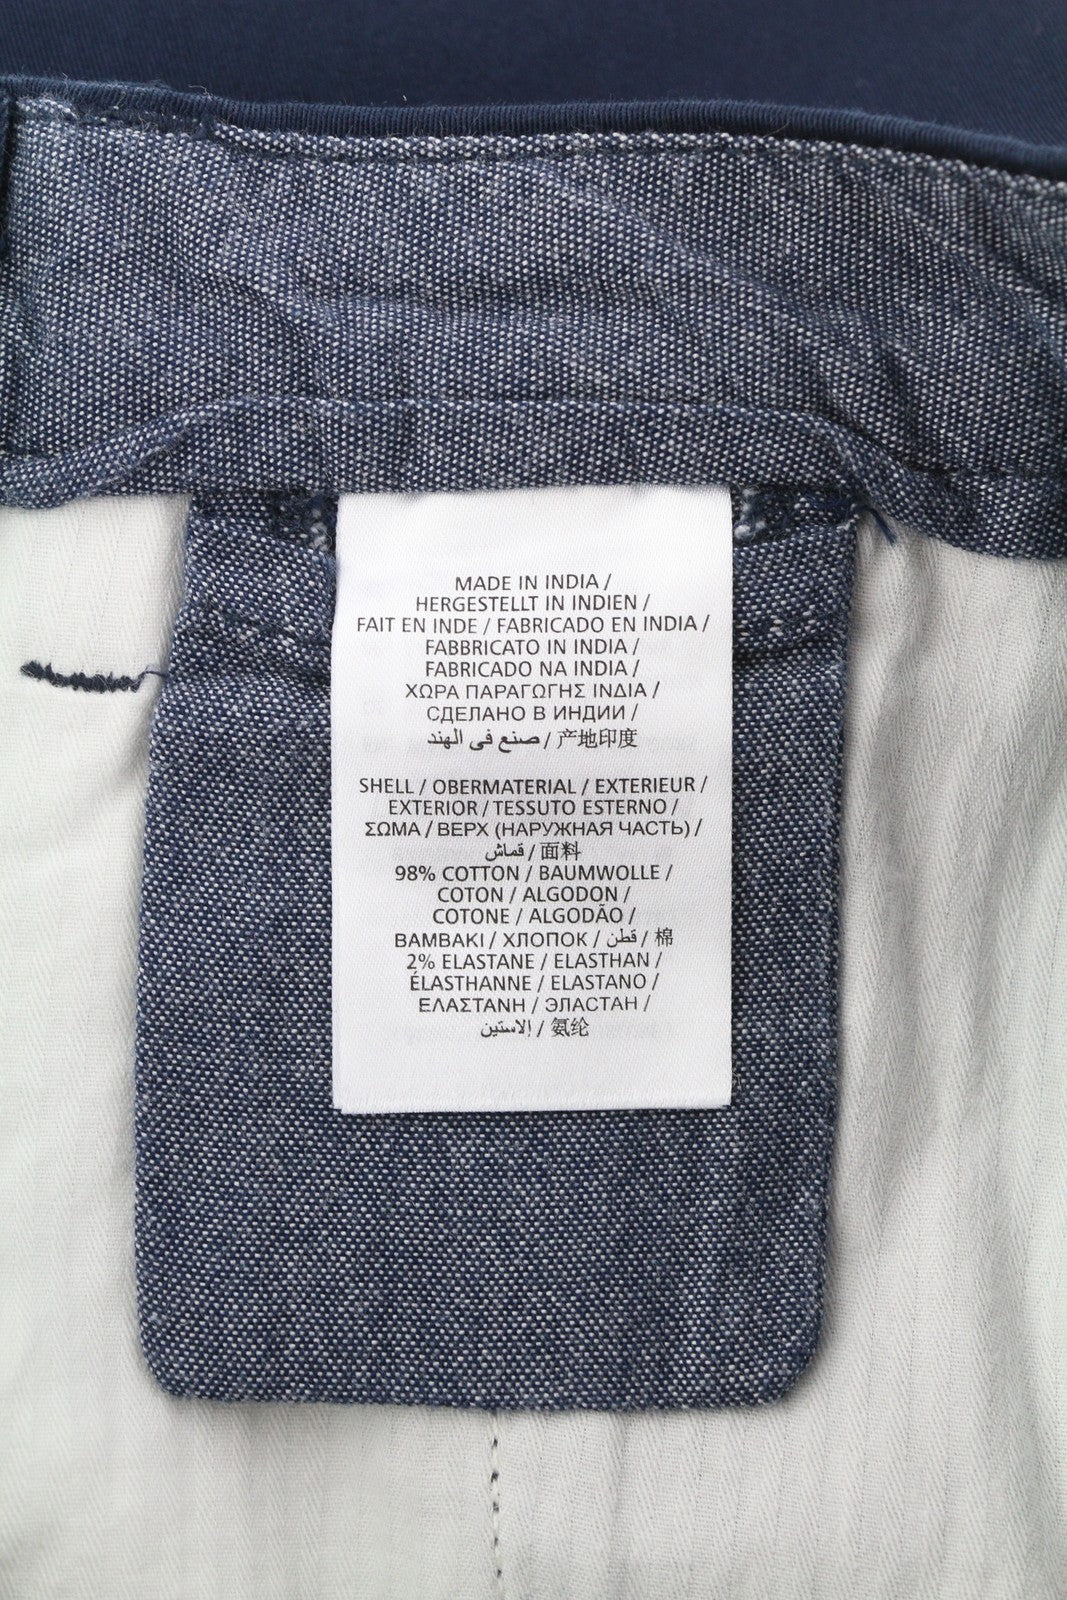 MADE IN INDIA /
HERGESTELLT IN INDIEN /
FAIT EN INDE / FABRICADO EN INDIA /
FABBRICATO IN INDIA /
FABRICADO NA INDIA /
ΧΩΡΑ ΠΑΡΑΓΩΓΗΣ ΙΝΔΙΑ /
СДЕЛАНО В ИНДИИ /
صنع في الهند / 产地印度
SHELL / OBERMATERIAL / EXTERIEUR /
EXTERIOR / TESSUTO ESTERNO /
ΣΩΜΑ / ВЕРХ (НАРУЖНАЯ ЧАСТЬ) /
قماش / 面料
98% COTTON / BAUMWOLLE /
COTON / ALGODON /
COTONE / ALGODÃO /
ΒΑΜΒΑΚΙ / ХЛОПОК / قطن / 棉
2% ELASTANE / ELASTHAN /
ÉLASTHANNE / ELASTANO /
ΕΛΑΣΤΑΝΗ / ЭЛАСТАН /
إلاستين / 氨纶